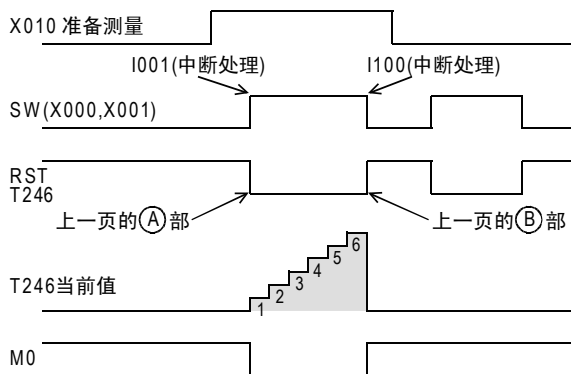 X010 准备测量
I001(中断处理) I100(中断处理)
SW(X000,X001)
RST
T246
上一页的Ⓐ部 上一页的Ⓑ部
T246当前值
1 2 3 4 5 6
M0